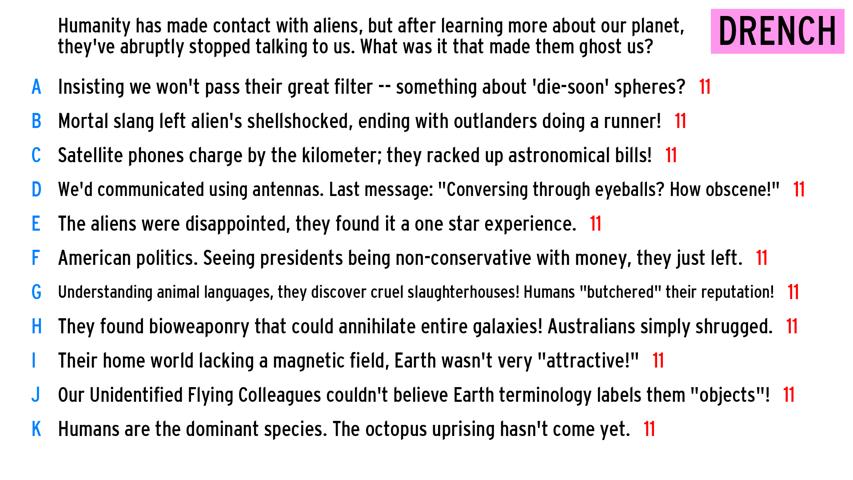 Humanity has made contact with aliens, but after learning more about our planet,
they've abruptly stopped talking to us. What was it that made them ghost us?
DRENCH
A Insisting we won't pass their great filter -- something about 'die-soon' spheres? 11
B Mortal slang left alien's shellshocked, ending with outlanders doing a runner! 11
C Satellite phones charge by the kilometer; they racked up astronomical bills! 11
D We'd communicated using antennas. Last message: "Conversing through eyeballs? How obscene!" 11
E The aliens were disappointed, they found it a one star experience. 11
F American politics. Seeing presidents being non-conservative with money, they just left. 11
G Understanding animal languages, they discover cruel slaughterhouses! Humans "butchered" their reputation! 11
H They found bioweaponry that could annihilate entire galaxies! Australians simply shrugged. 11
I Their home world lacking a magnetic field, Earth wasn't very "attractive!" 11
J Our Unidentified Flying Colleagues couldn't believe Earth terminology labels them "objects"! 11
K Humans are the dominant species. The octopus uprising hasn't come yet. 11